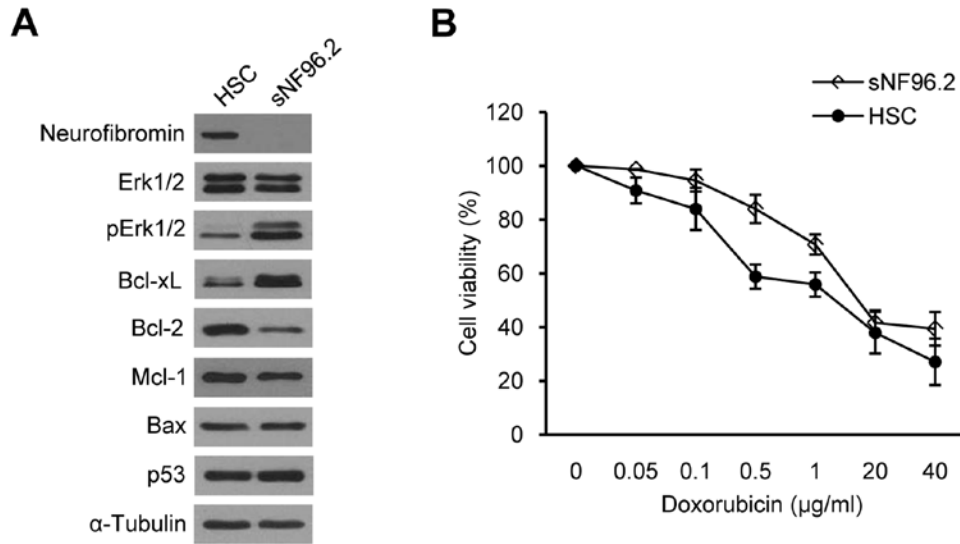 A
HSC
sNF96.2
Neurofibromin
Erk1/2
pErk1/2
Bcl-xL
Bcl-2
Mcl-1
Bax
p53
α-Tubulin
B
sNF96.2
HSC
Cell viability (%)
120
100
80
60
40
20
0
0 0.05 0.1 0.5 1 20 40
Doxorubicin (µg/ml)